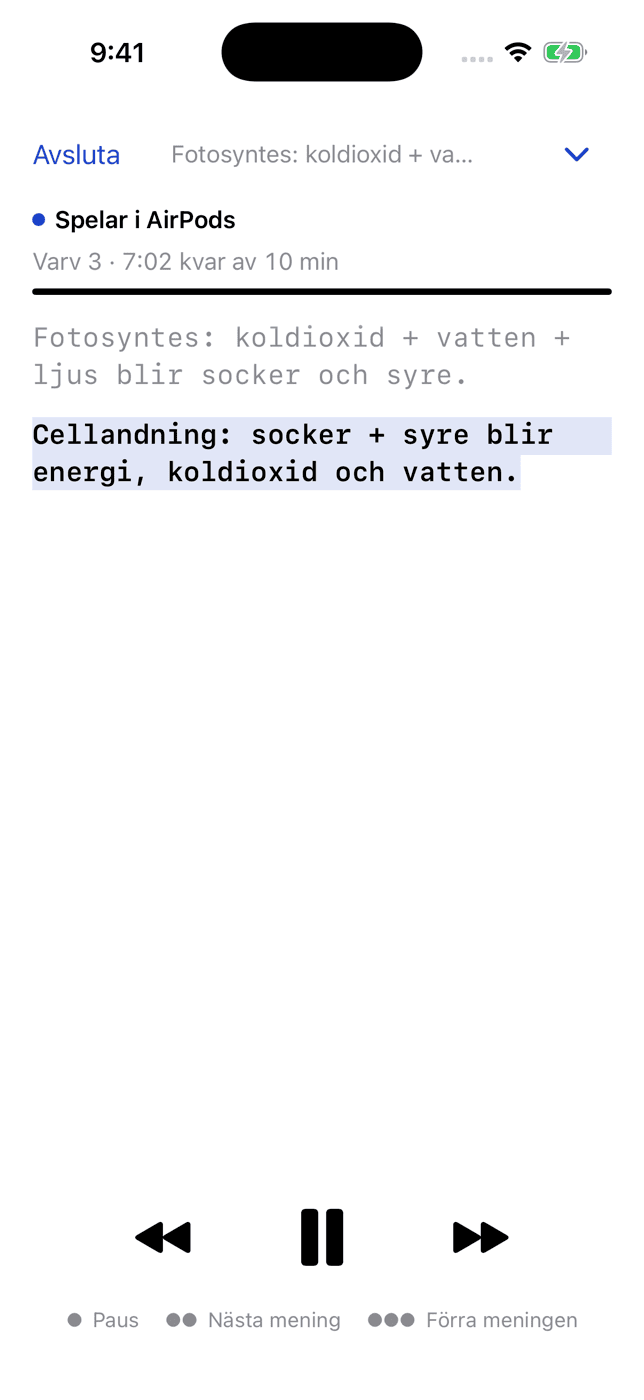 9:41
Avsluta
Fotosyntes: koldioxid + va...
Spelar i AirPods
Varv 3 · 7:02 kvar av 10 min
Fotosyntes: koldioxid + vatten +
ljus blir socker och syre.
Cellandning: socker + syre blir
energi, koldioxid och vatten.
Paus
Nästa mening
Förra meningen